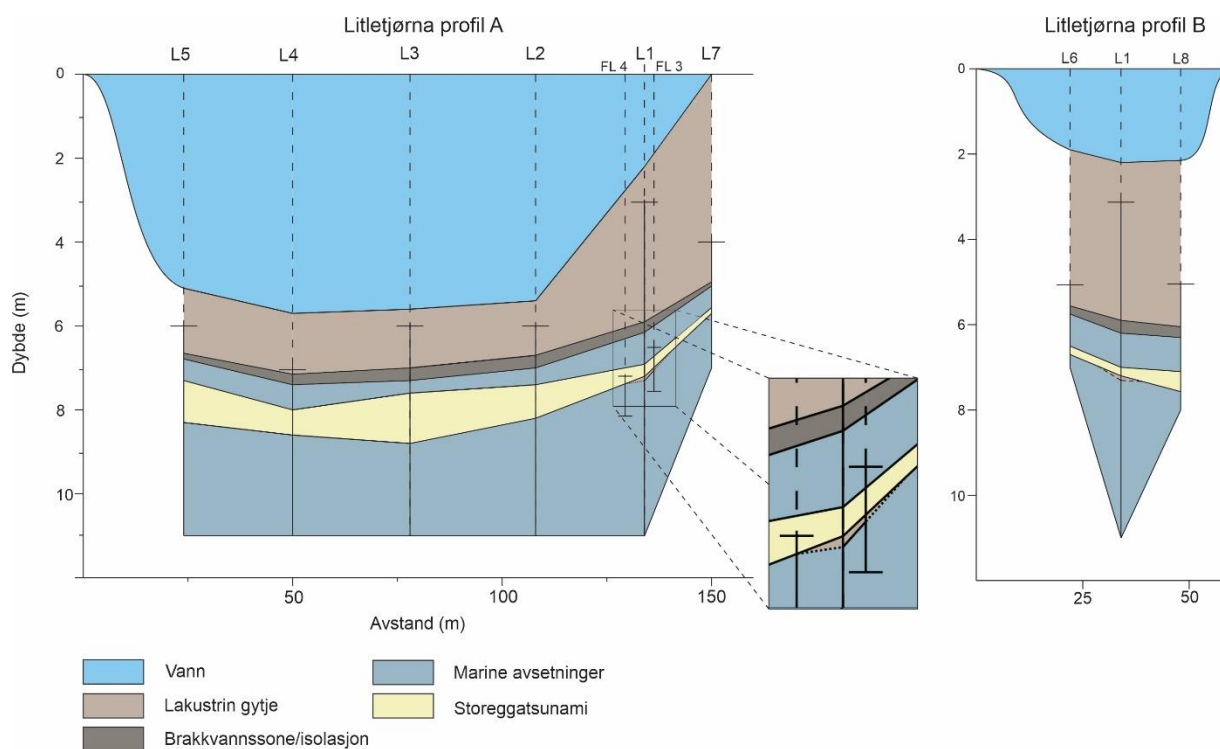 Litletjørna profil A
L5 L4 L3 L2 FL 4 L1 FL 3 L7
0
2
4
6
8
10
Dybde (m)
50 100 150
Avstand (m)
Litletjørna profil B
L6 L1 L8
0
2
4
6
8
10
25 50
Vann
Lakustrin gytje
Brakkvannssone/isolasjon
Marine avsetninger
Storeggatsunami